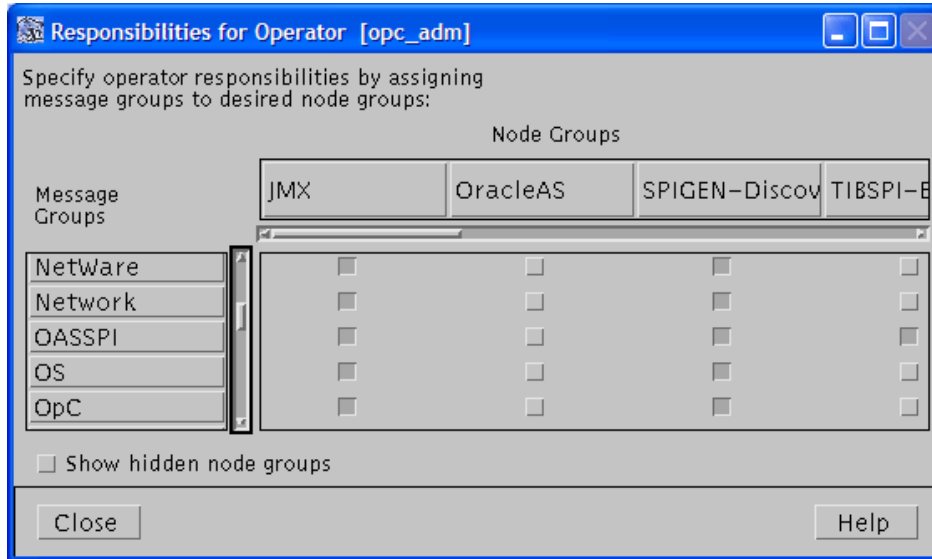 Responsibilities for Operator [opc_adm]
Specify operator responsibilities by assigning
message groups to desired node groups:
Node Groups
Message
Groups
JMX
OracleAS
SPIGEN-Discov
TIBSPI-E
NetWare
Network
OASSPI
OS
OpC
Show hidden node groups
Close
Help